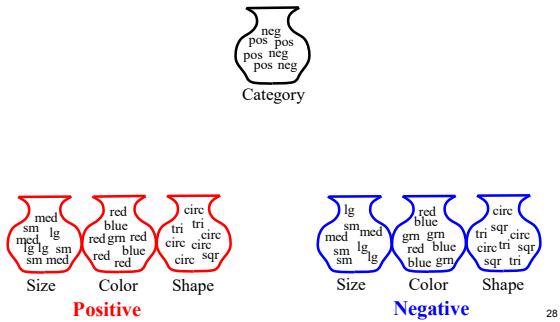 neg
pos pos
pos neg
pos neg
Category
med
sm lg
med
lg lg sm
sm med
red
blue
red grn red
red blue
red
circ
tri tri
circ
circ circ
circ sqr
lg
sm med
med
sm lg
sm lg
red
blue
grn grn
red blue
blue grn
circ
tri sqr
circ
circ tri sqr
sqr tri
Size Color Shape
Size Color Shape
Positive
Negative
28